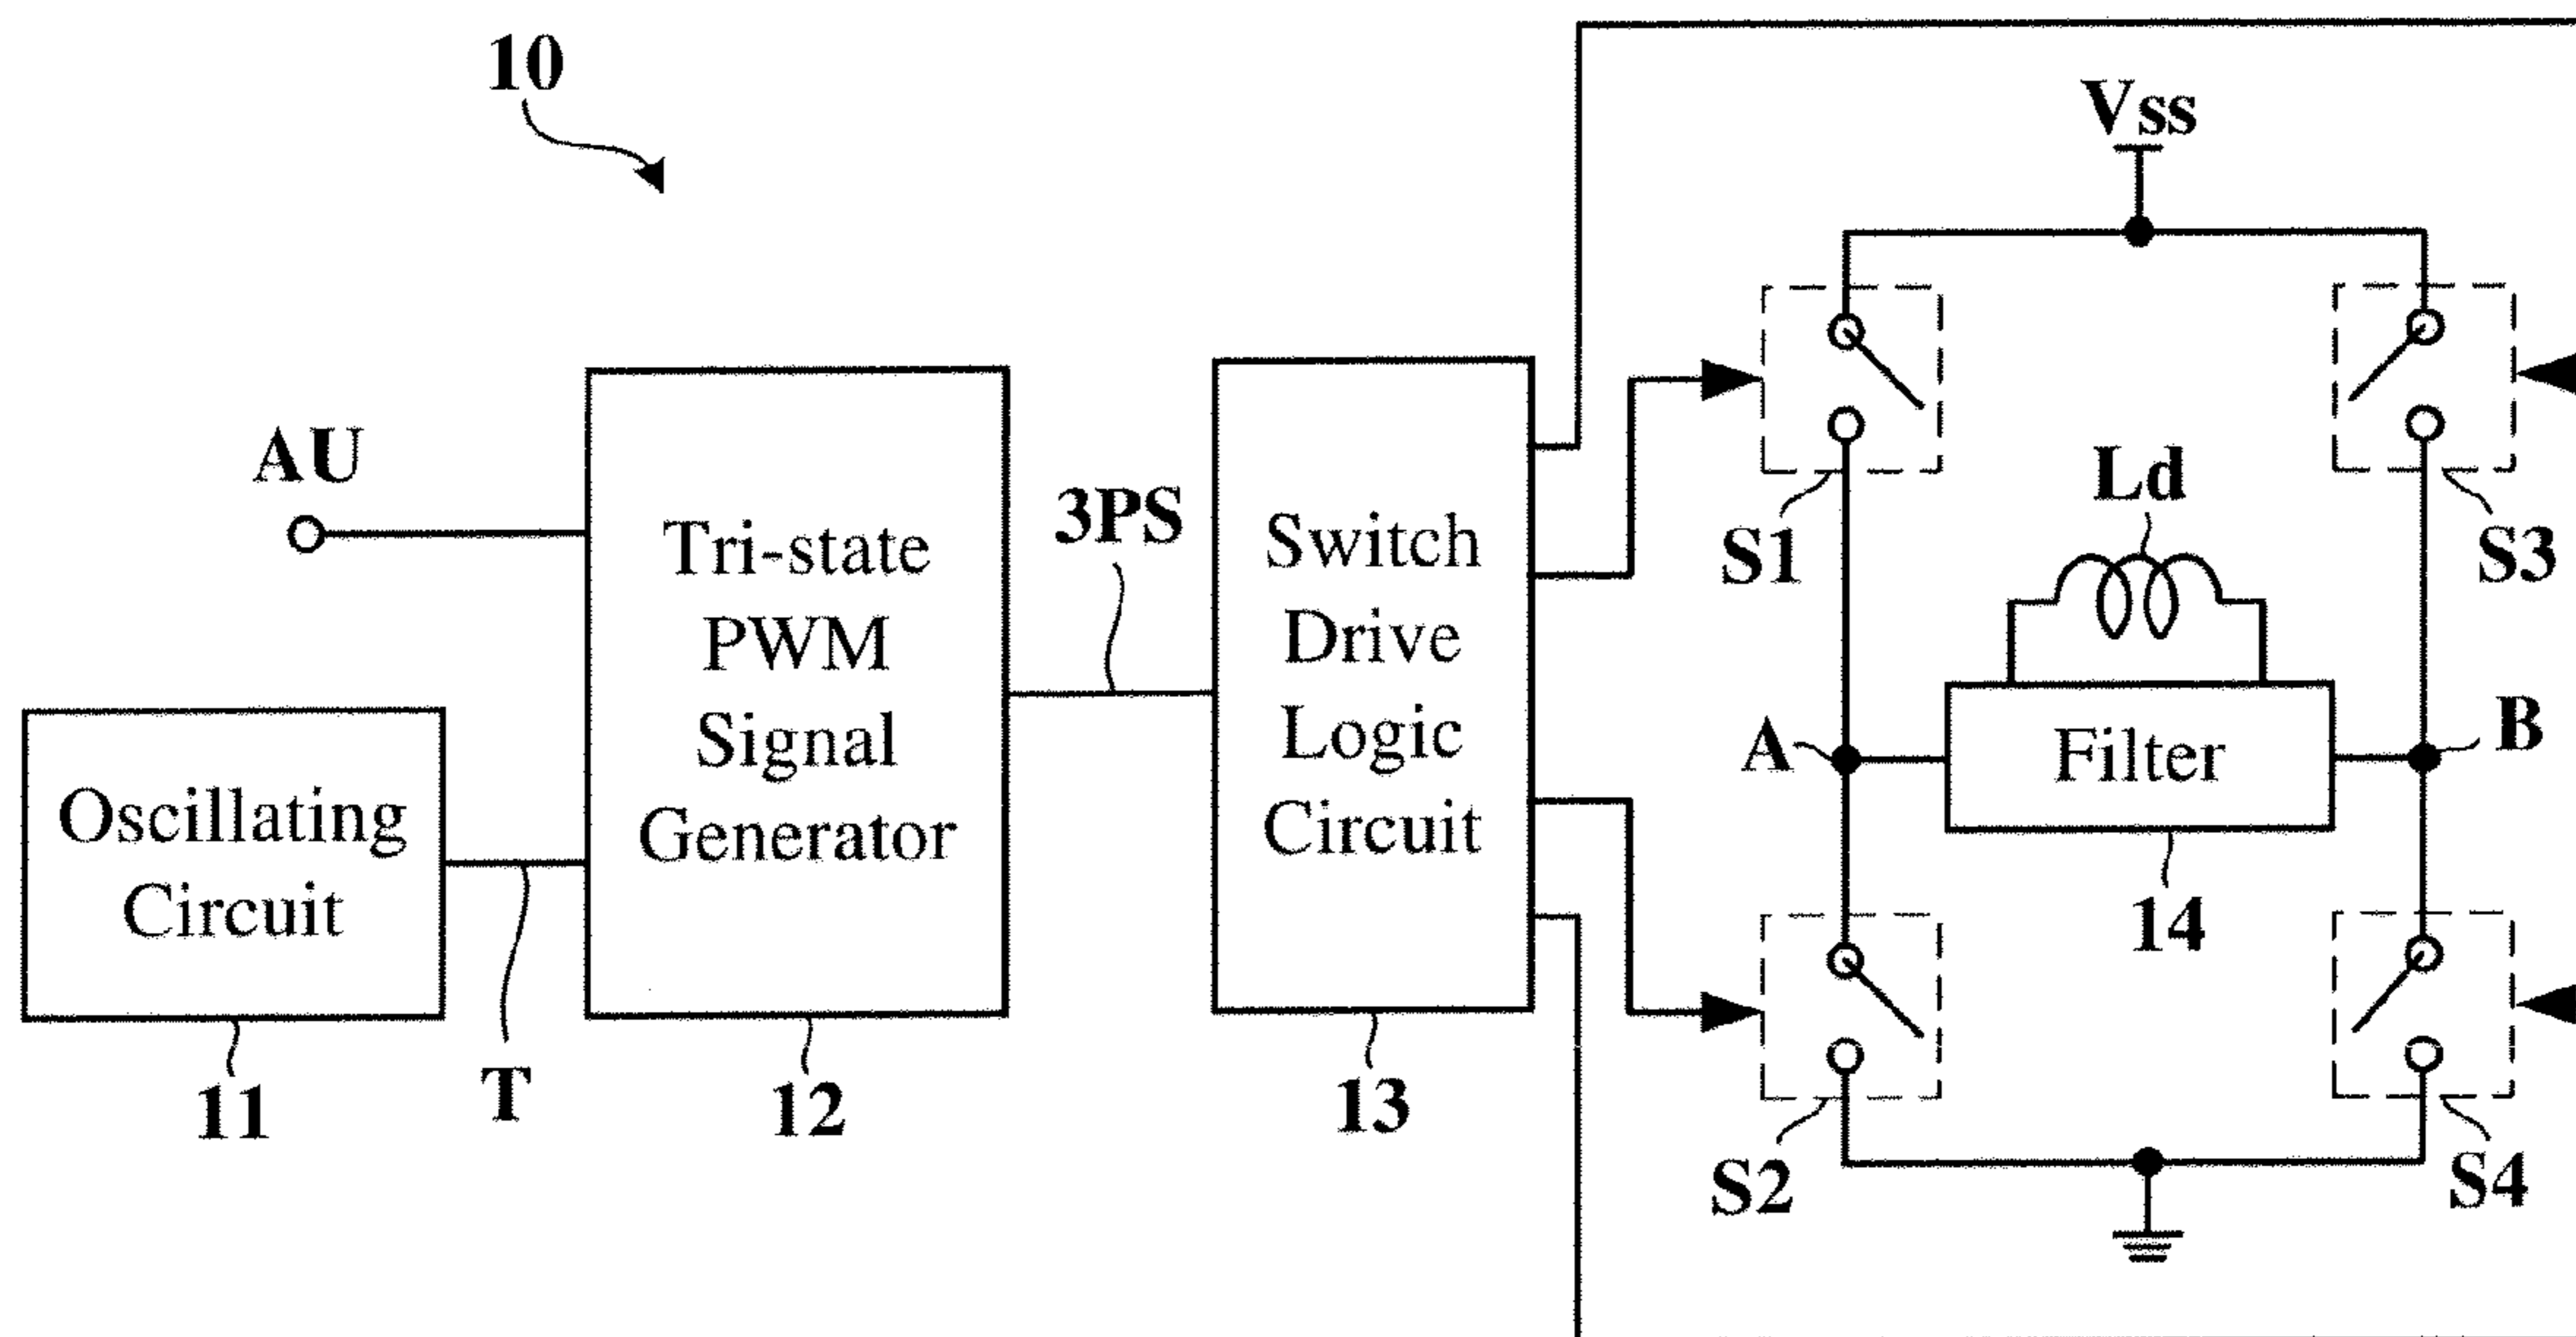 10
Vss
AU
3PS
Ld
S1
S3
Tri-state
PWM
Signal
Generator
Switch
Drive
Logic
Circuit
A
Filter
B
Oscillating
Circuit
14
11
T
12
13
S2
S4